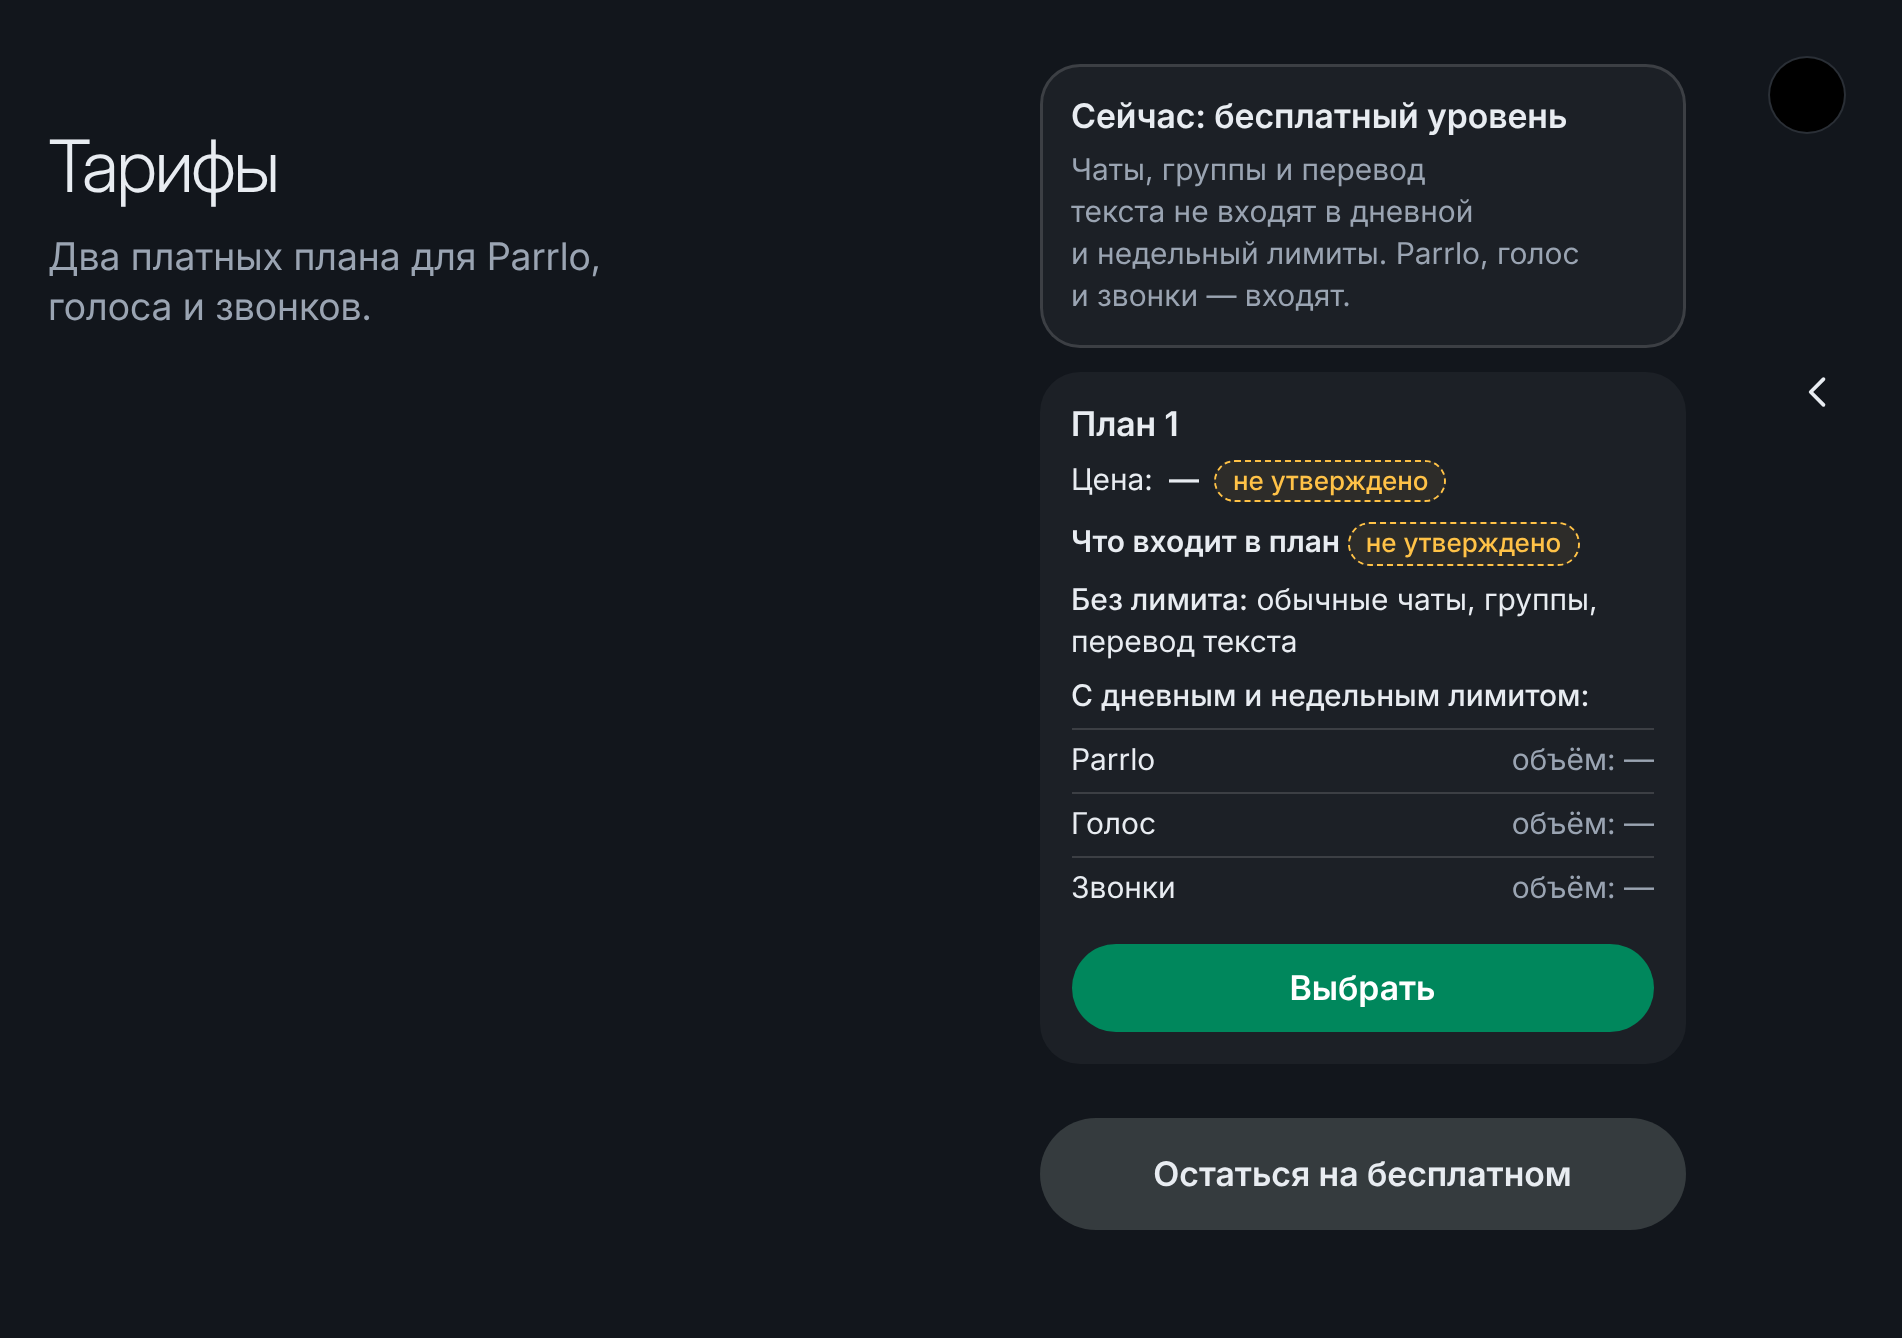 Тарифы
Два платных плана для Parrlo,
голоса и звонков.
Сейчас: бесплатный уровень
Чаты, группы и перевод
текста не входят в дневной
и недельный лимиты. Parrlo, голос
и звонки — входят.
План 1
Цена: — не утверждено
Что входит в план не утверждено
Без лимита: обычные чаты, группы,
перевод текста
С дневным и недельным лимитом:
Parrlo объём: —
Голос объём: —
Звонки объём: —
Выбрать
Остаться на бесплатном